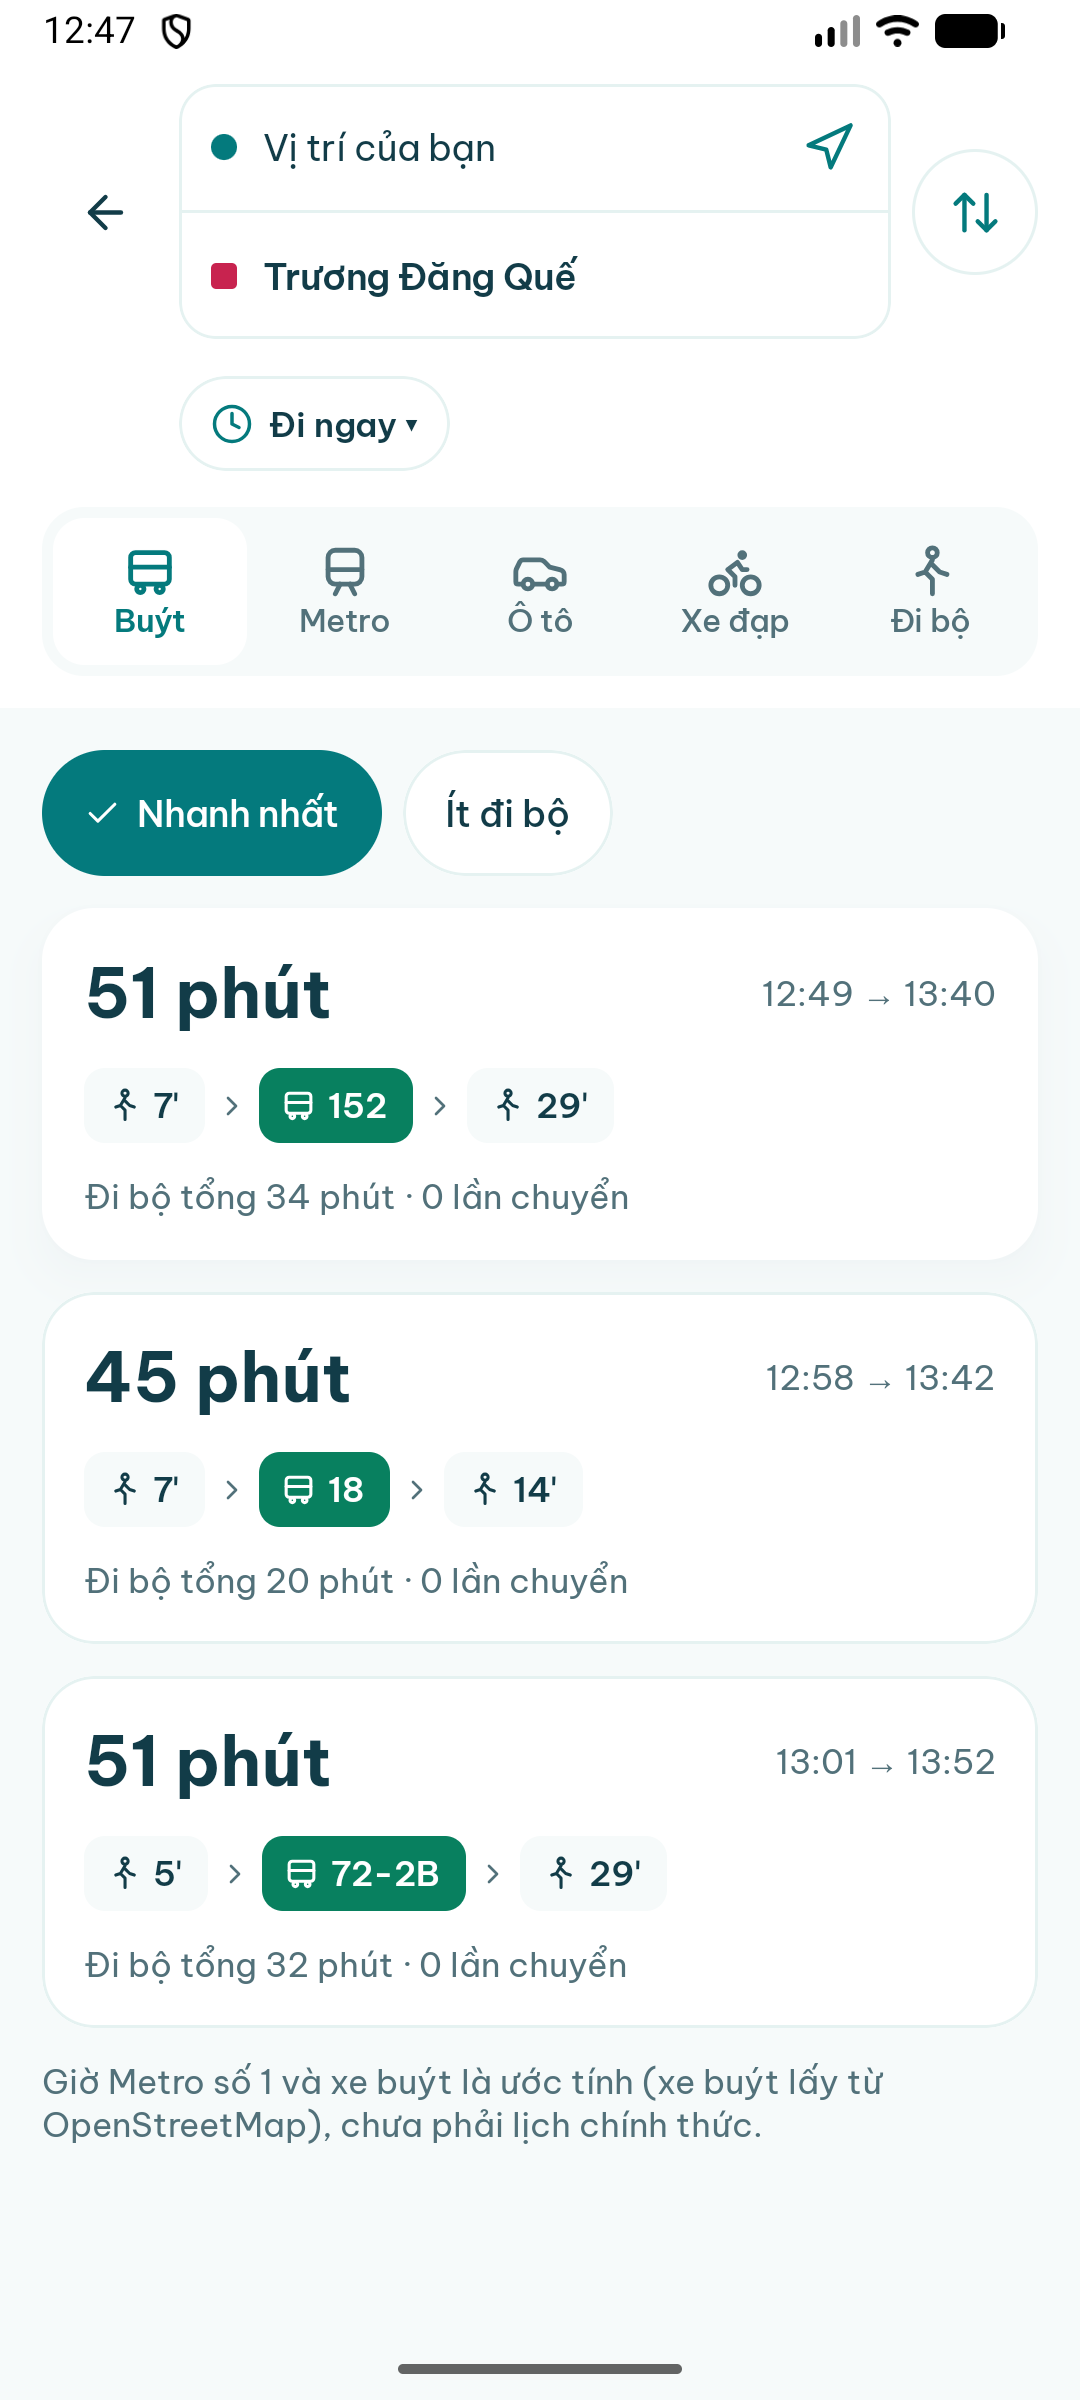 12:47
Vị trí của bạn
Trương Đăng Quế
Đi ngay ▾
Buýt Metro Ô tô Xe đạp Đi bộ
Nhanh nhất Ít đi bộ
51 phút 12:49 → 13:40
7' > 152 > 29'
Đi bộ tổng 34 phút · 0 lần chuyển
45 phút 12:58 → 13:42
7' > 18 > 14'
Đi bộ tổng 20 phút · 0 lần chuyển
51 phút 13:01 → 13:52
5' > 72-2B > 29'
Đi bộ tổng 32 phút · 0 lần chuyển
Giờ Metro số 1 và xe buýt là ước tính (xe buýt lấy từ
OpenStreetMap), chưa phải lịch chính thức.